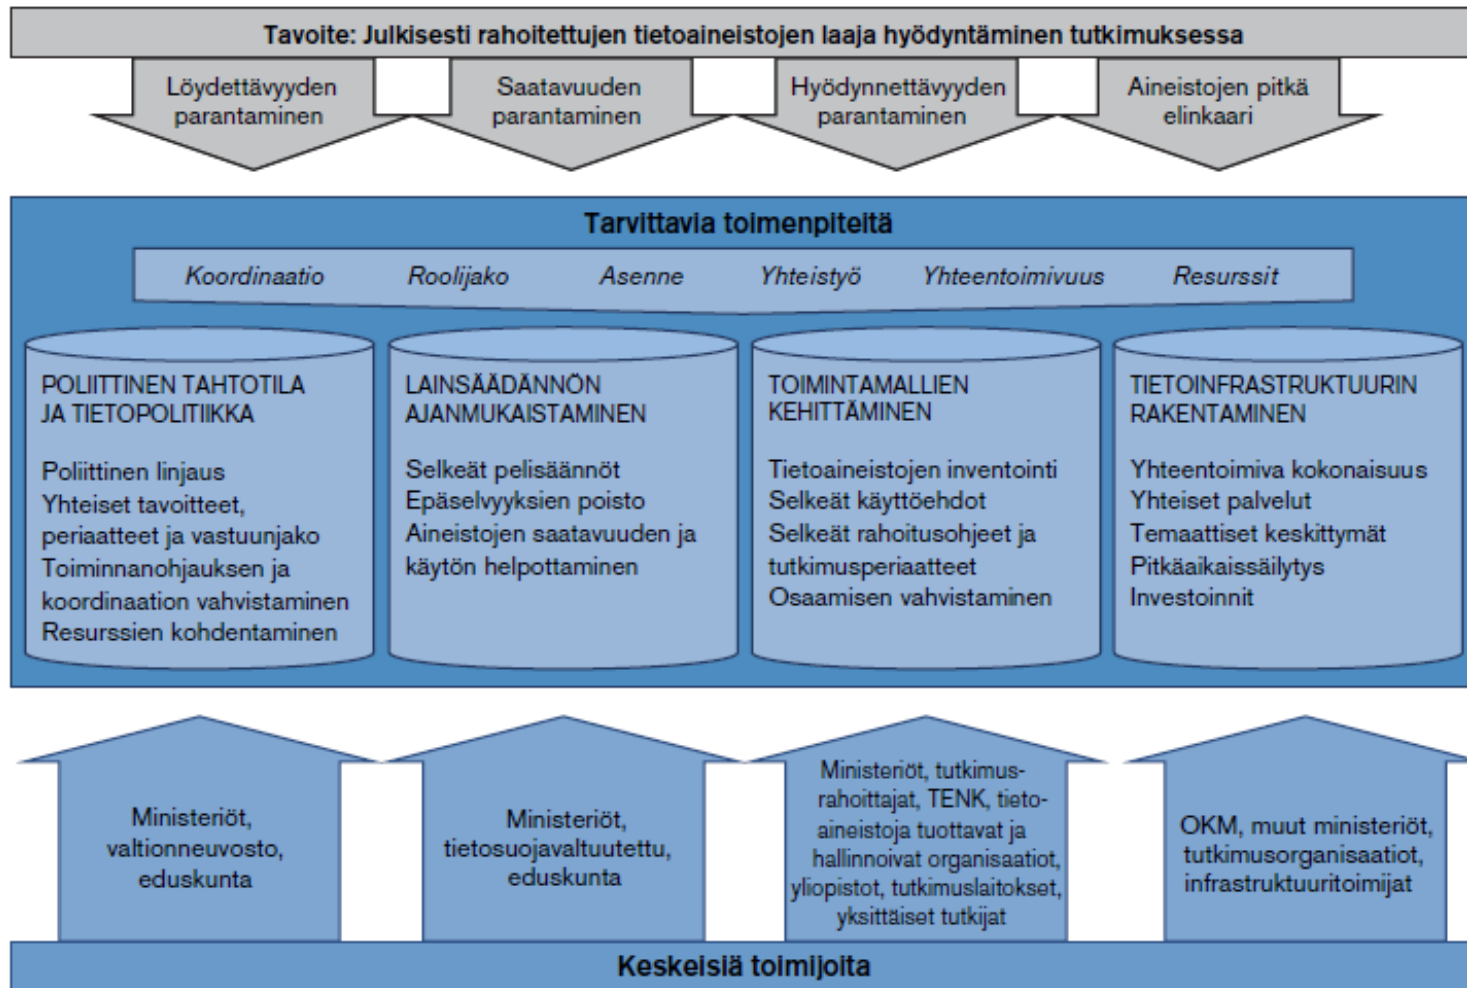 Tavoite: Julkisesti rahoitettujen tietoaineistojen laaja hyödyntäminen tutkimuksessa
Löydettävyyden
parantaminen
Saatavuuden
parantaminen
Hyödynnettävyyden
parantaminen
Aineistojen pitkä
elinkaari
Tarvittavia toimenpiteitä
Koordinaatio Roolijako Asenne Yhteistyö Yhteentoimivuus Resurssit
POLIITTINEN TAHTOTILA
JA TIETOPOLITIIKKA
Poliittinen linjaus
Yhteiset tavoitteet,
periaatteet ja vastuunjako
Toiminnanohjauksen ja
koordinaation vahvistaminen
Resurssien kohdentaminen
LAINSÄÄDÄNNÖN
AJANMUKAISTAMINEN
Selkeät pelisäännöt
Epäselvyyksien poisto
Aineistojen saatavuuden ja
käytön helpottaminen
TOIMINTAMALLIEN
KEHITTÄMINEN
Tietoaineistojen inventointi
Selkeät käyttöehdot
Selkeät rahoitusohjeet ja
tutkimusperiaatteet
Osaamisen vahvistaminen
TIETOINFRASTRUKTUURIN
RAKENTAMINEN
Yhteentoimiva kokonaisuus
Yhteiset palvelut
Temaattiset keskittymät
Pitkäaikaissäilytys
Investoinnit
Ministeriöt,
valtionneuvosto,
eduskunta
Ministeriöt,
tietosuojavaltuutettu,
eduskunta
Ministeriöt, tutkimus-
rahoittajat, TENK, tieto-
aineistoja tuottavat ja
hallinnoivat organisaatiot,
yliopistot, tutkimuslaitokset,
yksittäiset tutkijat
OKM, muut ministeriöt,
tutkimusorganisaatiot,
infrastruktuuritoimijat
Keskeisiä toimijoita